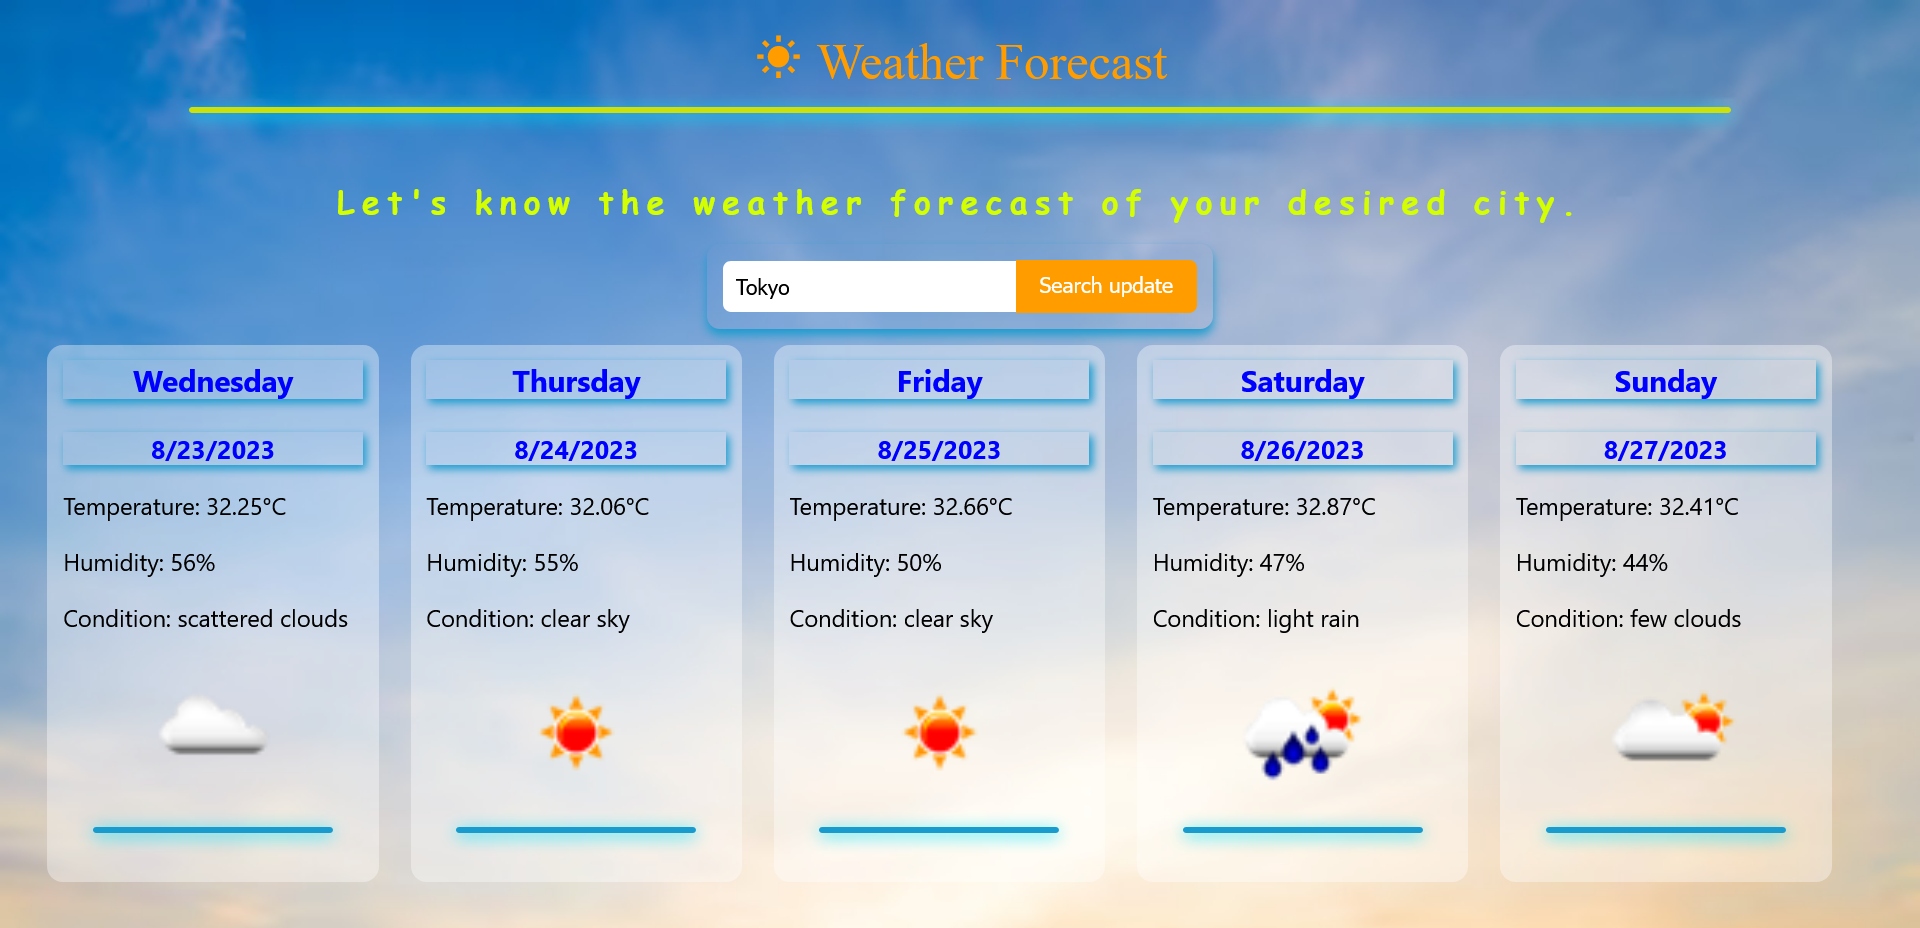 Weather Forecast
Let's know the weather forecast of your desired city.
Tokyo
Search update
Wednesday
8/23/2023
Temperature: 32.25°C
Humidity: 56%
Condition: scattered clouds
Thursday
8/24/2023
Temperature: 32.06°C
Humidity: 55%
Condition: clear sky
Friday
8/25/2023
Temperature: 32.66°C
Humidity: 50%
Condition: clear sky
Saturday
8/26/2023
Temperature: 32.87°C
Humidity: 47%
Condition: light rain
Sunday
8/27/2023
Temperature: 32.41°C
Humidity: 44%
Condition: few clouds